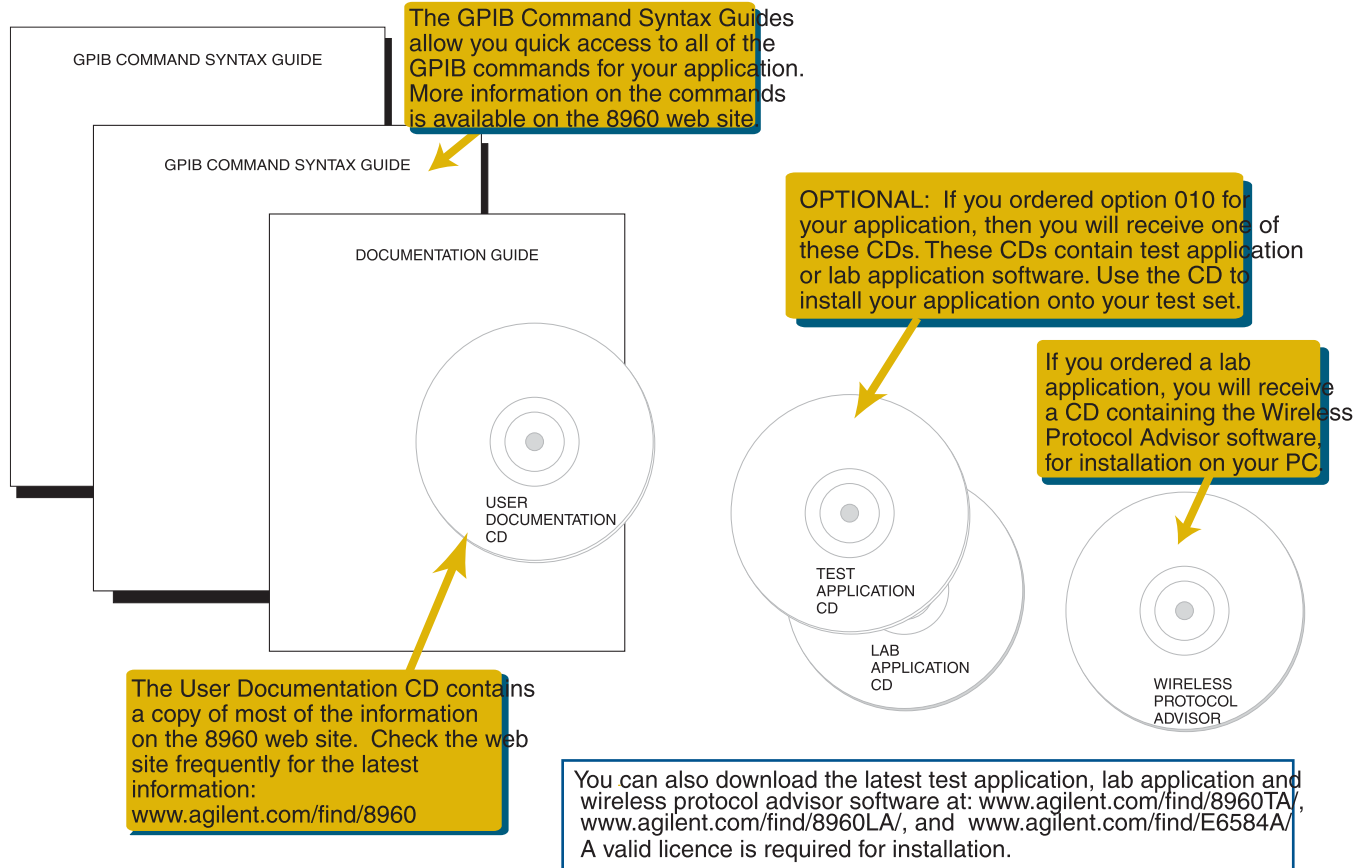 The GPIB Command Syntax Guides
allow you quick access to all of the
GPIB commands for your application.
More information on the commands
is available on the 8960 web site.
GPIB COMMAND SYNTAX GUIDE
GPIB COMMAND SYNTAX GUIDE
DOCUMENTATION GUIDE
USER
DOCUMENTATION
CD
The User Documentation CD contains
a copy of most of the information
on the 8960 web site.  Check the web
site frequently for the latest
information:
www.agilent.com/find/8960
OPTIONAL:  If you ordered option 010 for
your application, then you will receive one of
these CDs. These CDs contain test application
or lab application software. Use the CD to
install your application onto your test set.
TEST
APPLICATION
CD
LAB
APPLICATION
CD
If you ordered a lab
application, you will receive
a CD containing the Wireless
Protocol Advisor software,
for installation on your PC.
WIRELESS
PROTOCOL
ADVISOR
You can also download the latest test application, lab application and
wireless protocol advisor software at: www.agilent.com/find/8960TA/,
www.agilent.com/find/8960LA/, and  www.agilent.com/find/E6584A/
A valid licence is required for installation.